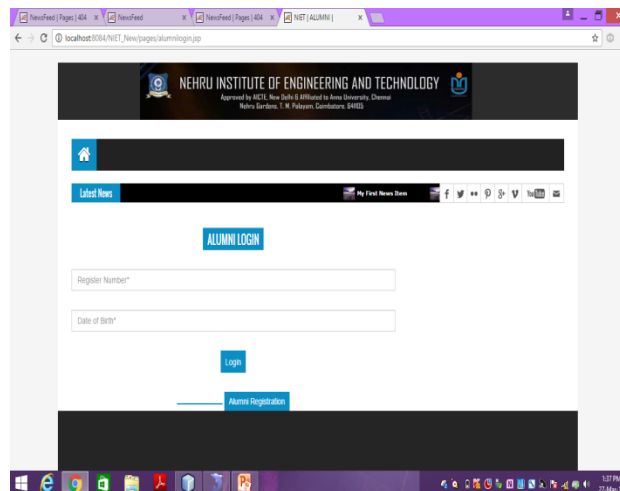 NewsFeed | Pages | 404
NewsFeed
NewsFeed | Pages | 404
NIET | ALUMNI |
localhost:8084/NIET_New/pages/alumnilogin.jsp
NEHRU INSTITUTE OF ENGINEERING AND TECHNOLOGY
Approved by AICTE, New Delhi & Affiliated to Anna University, Chennai
Nehru Gardens, T. M. Palayam, Coimbatore, 641105
Latest News
My First News Item
You Tube
ALUMNI LOGIN
Register Number*
Date of Birth*
Login
Alumni Registration
1:37 PM